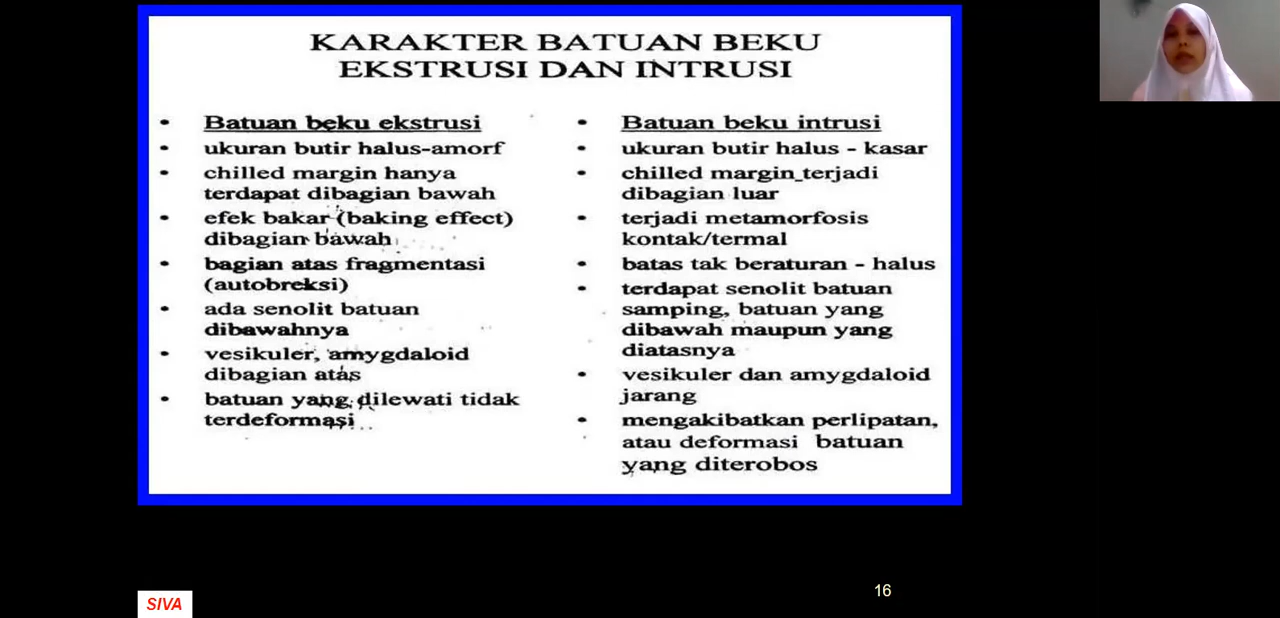 KARAKTER BATUAN BEKU
EKSTRUSI DAN INTRUSI
• Batuan beku ekstrusi
• ukuran butir halus-amorf
• chilled margin hanya
terdapat dibagian bawah
• efek bakar (baking effect)
dibagian bawah
• bagian atas fragmentasi
(autobreksi)
• ada senolit batuan
dibawahnya
• vesikuler, amygdaloid
dibagian atas
• batuan yang dilewati tidak
terdeformasi
• Batuan beku intrusi
• ukuran butir halus - kasar
• chilled margin terjadi
dibagian luar
• terjadi metamorfosis
kontak/termal
• batas tak beraturan - halus
• terdapat senolit batuan
samping, batuan yang
dibawah maupun yang
diatasnya
• vesikuler dan amygdaloid
jarang
• mengakibatkan perlipatan,
atau deformasi batuan
yang diterobos
SIVA
16